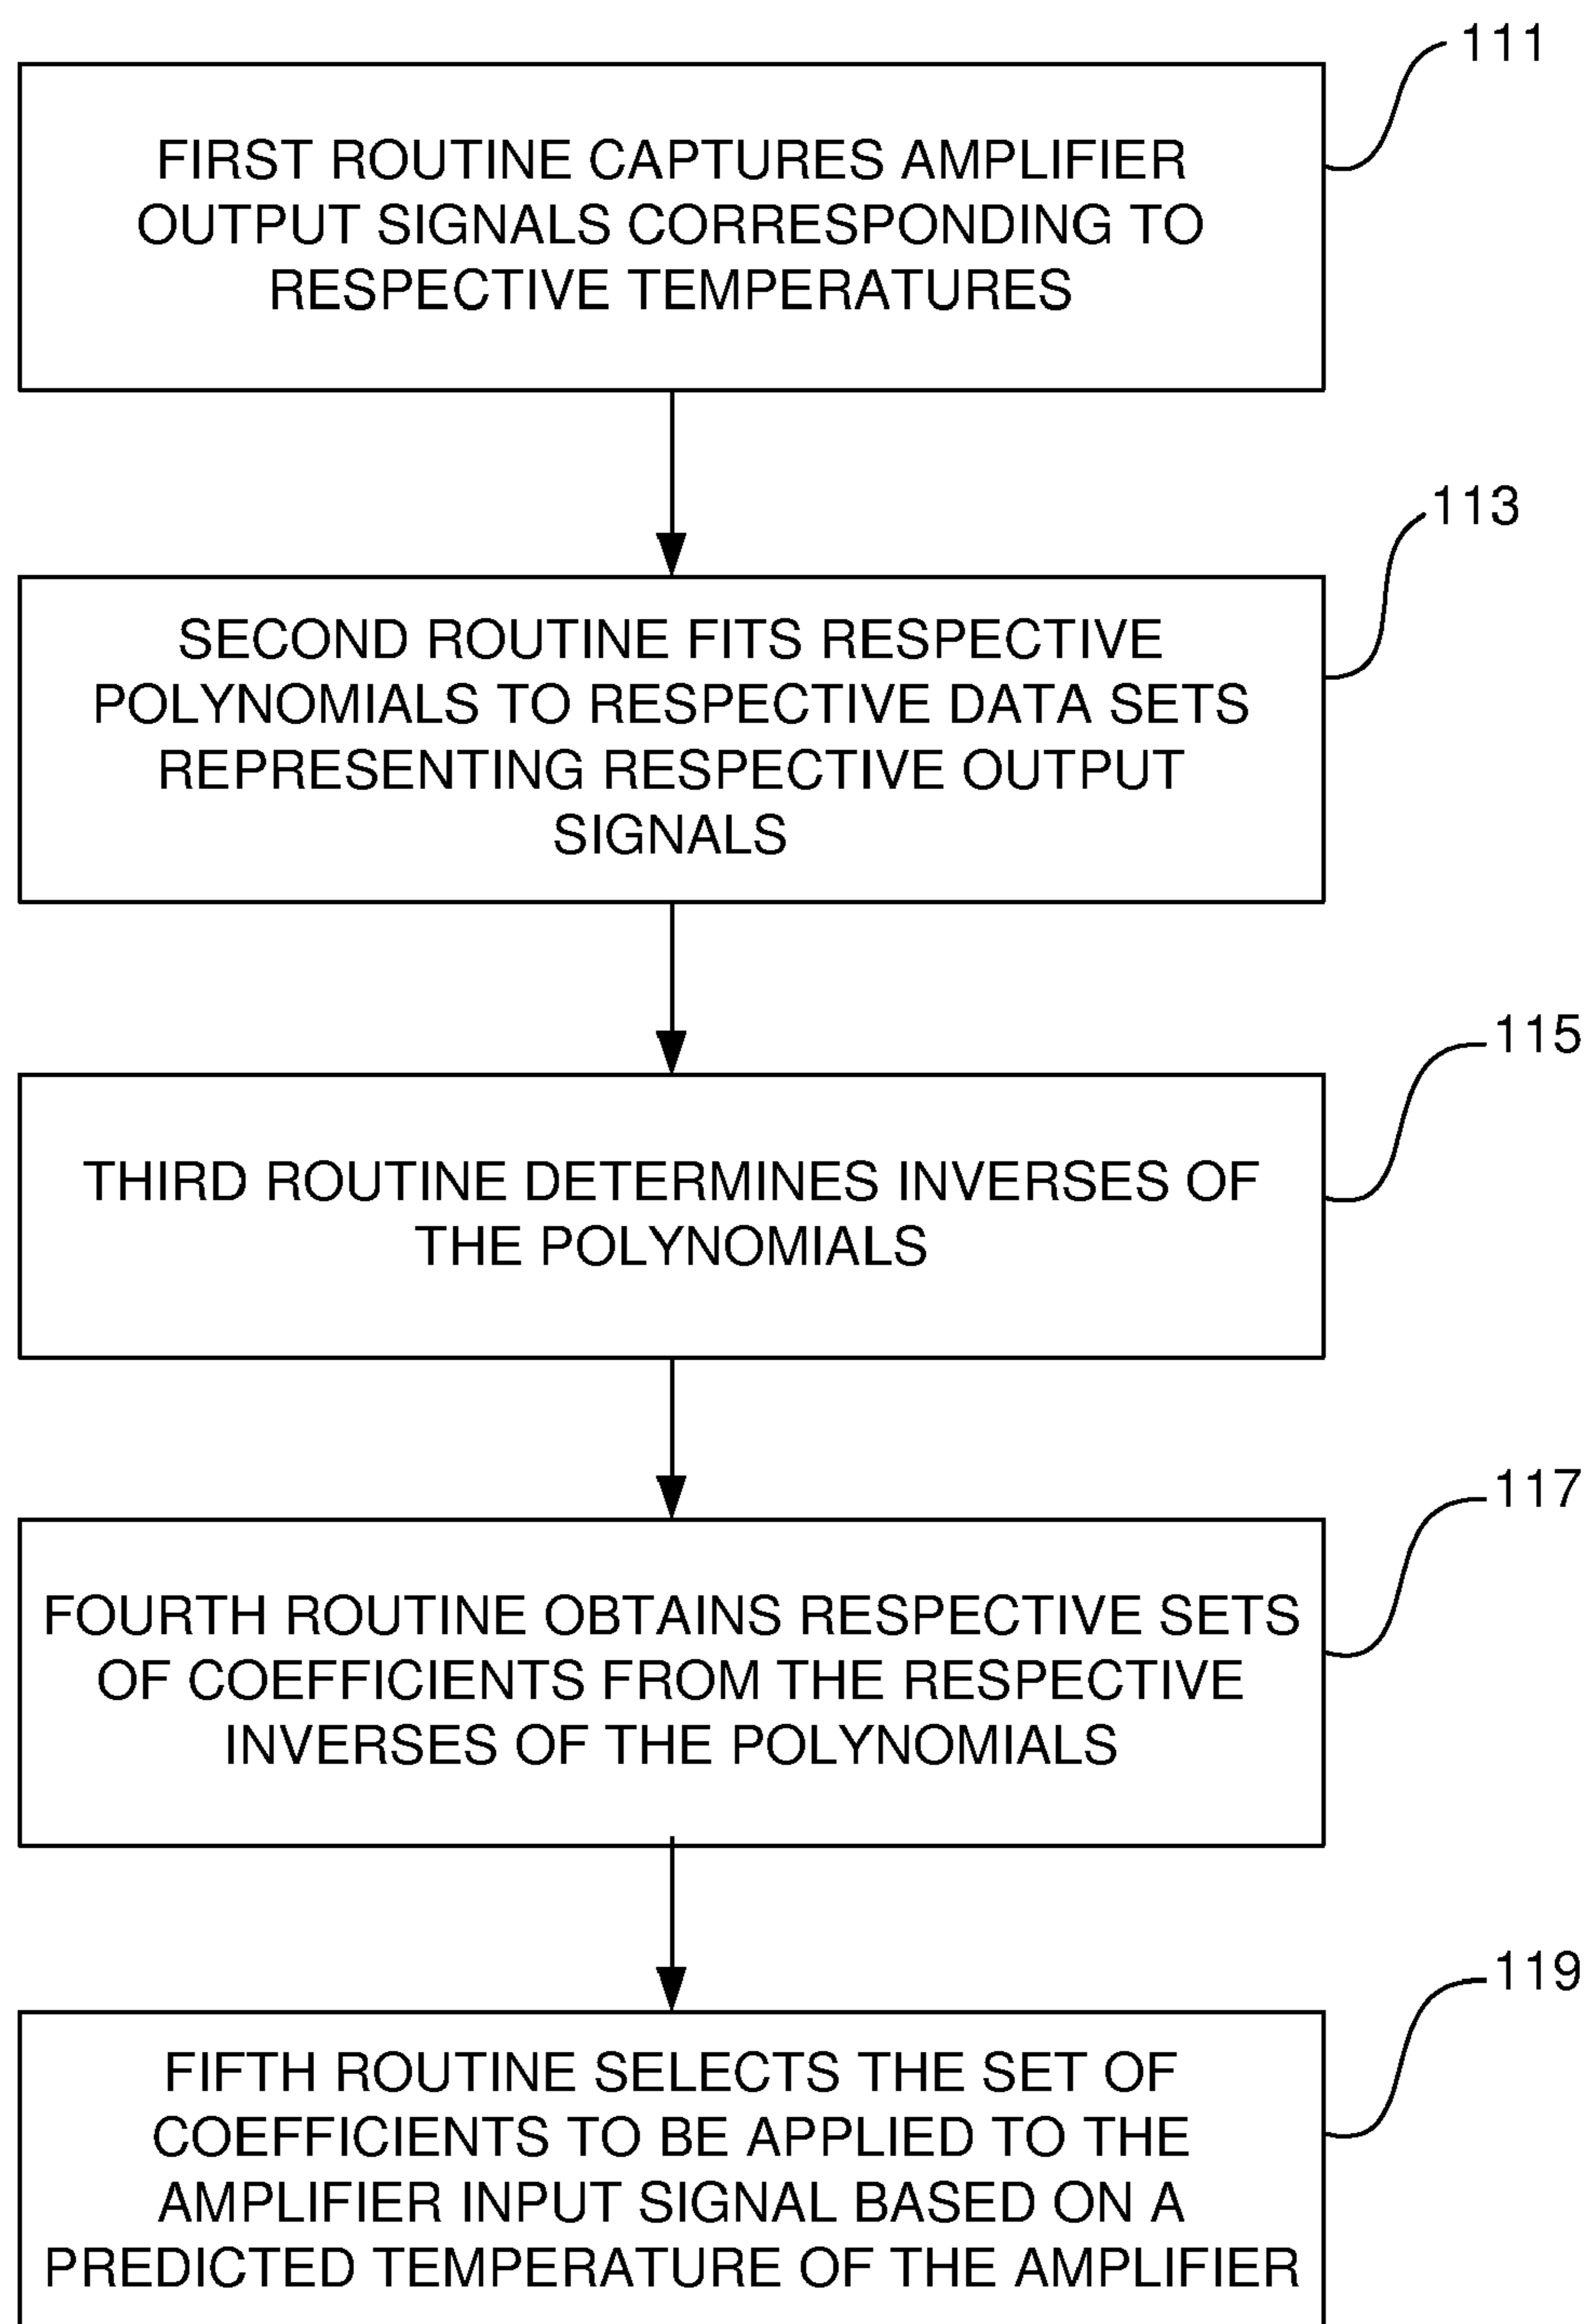 111
FIRST ROUTINE CAPTURES AMPLIFIER
OUTPUT SIGNALS CORRESPONDING TO
RESPECTIVE TEMPERATURES
113
SECOND ROUTINE FITS RESPECTIVE
POLYNOMIALS TO RESPECTIVE DATA SETS
REPRESENTING RESPECTIVE OUTPUT
SIGNALS
115
THIRD ROUTINE DETERMINES INVERSES OF
THE POLYNOMIALS
117
FOURTH ROUTINE OBTAINS RESPECTIVE SETS
OF COEFFICIENTS FROM THE RESPECTIVE
INVERSES OF THE POLYNOMIALS
119
FIFTH ROUTINE SELECTS THE SET OF
COEFFICIENTS TO BE APPLIED TO THE
AMPLIFIER INPUT SIGNAL BASED ON A
PREDICTED TEMPERATURE OF THE AMPLIFIER